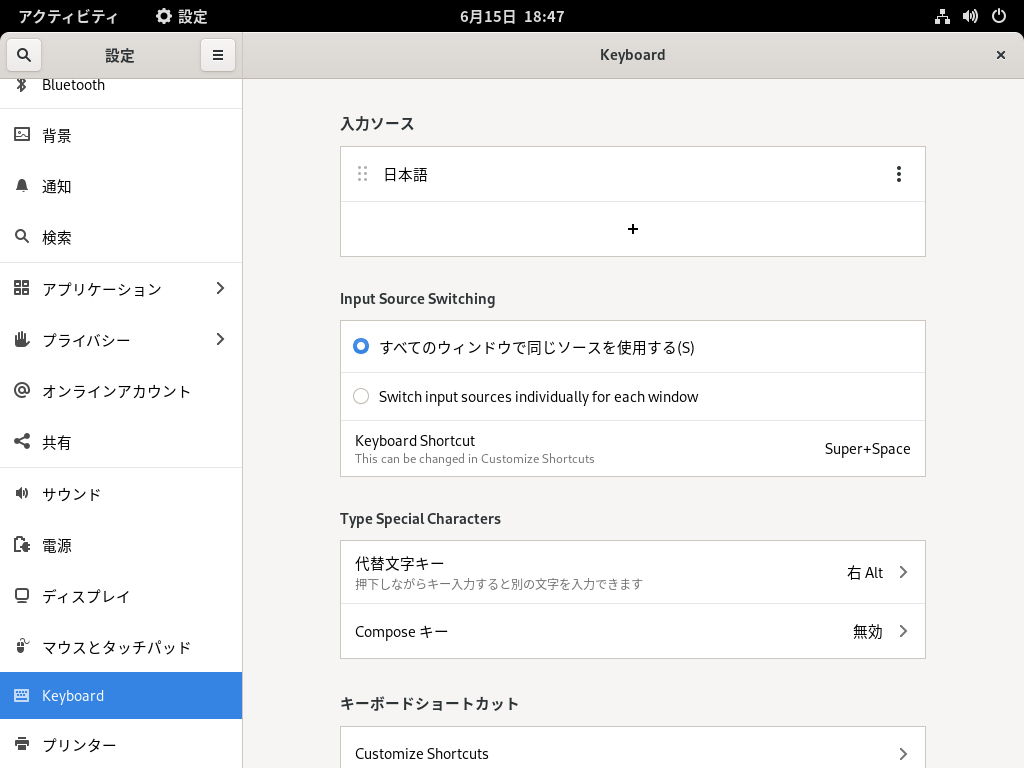 アクティビティ
設定
6月15日 18:47
設定
Keyboard
Bluetooth
背景
通知
検索
アプリケーション
プライバシー
オンラインアカウント
共有
サウンド
電源
ディスプレイ
マウスとタッチパッド
Keyboard
プリンター
入力ソース
日本語
Input Source Switching
すべてのウィンドウで同じソースを使用する(S)
Switch input sources individually for each window
Keyboard Shortcut
This can be changed in Customize Shortcuts
Super+Space
Type Special Characters
代替文字キー
押下しながらキー入力すると別の文字を入力できます
右 Alt
Compose キー
無効
キーボードショートカット
Customize Shortcuts